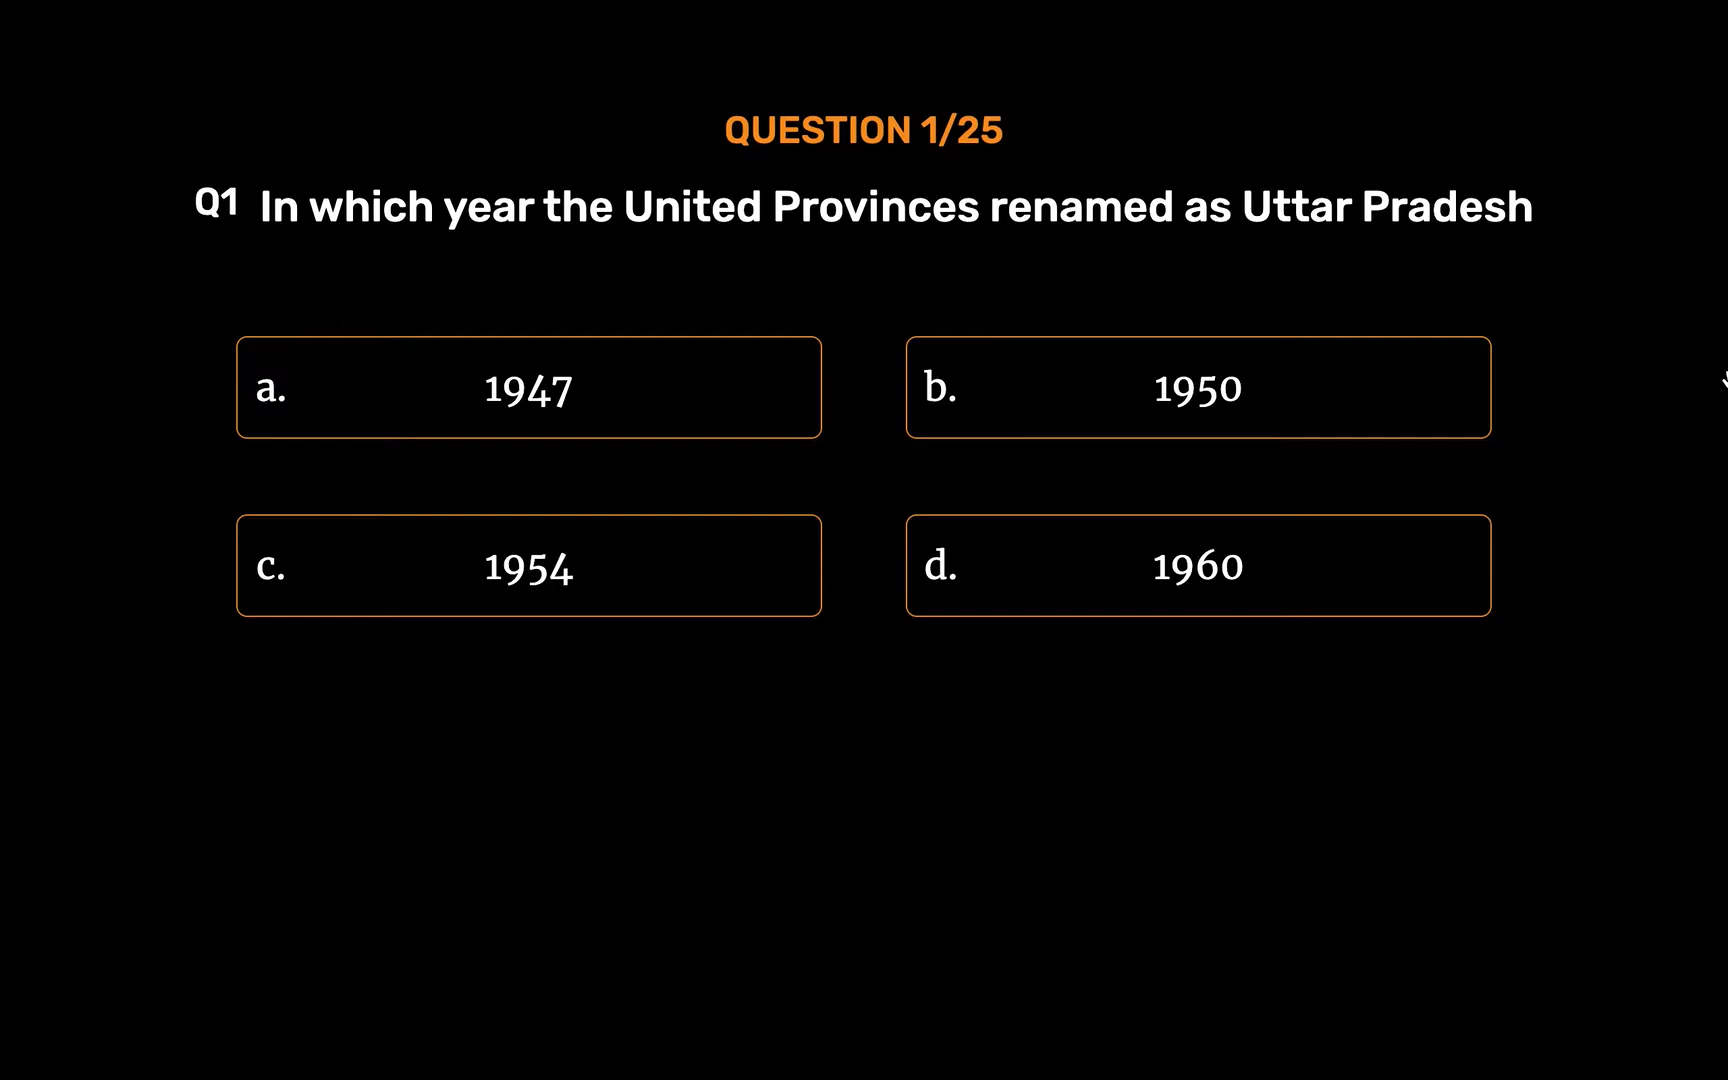 QUESTION 1/25
Q1 In which year the United Provinces renamed as Uttar Pradesh
a. 1947
b. 1950
c. 1954
d. 1960